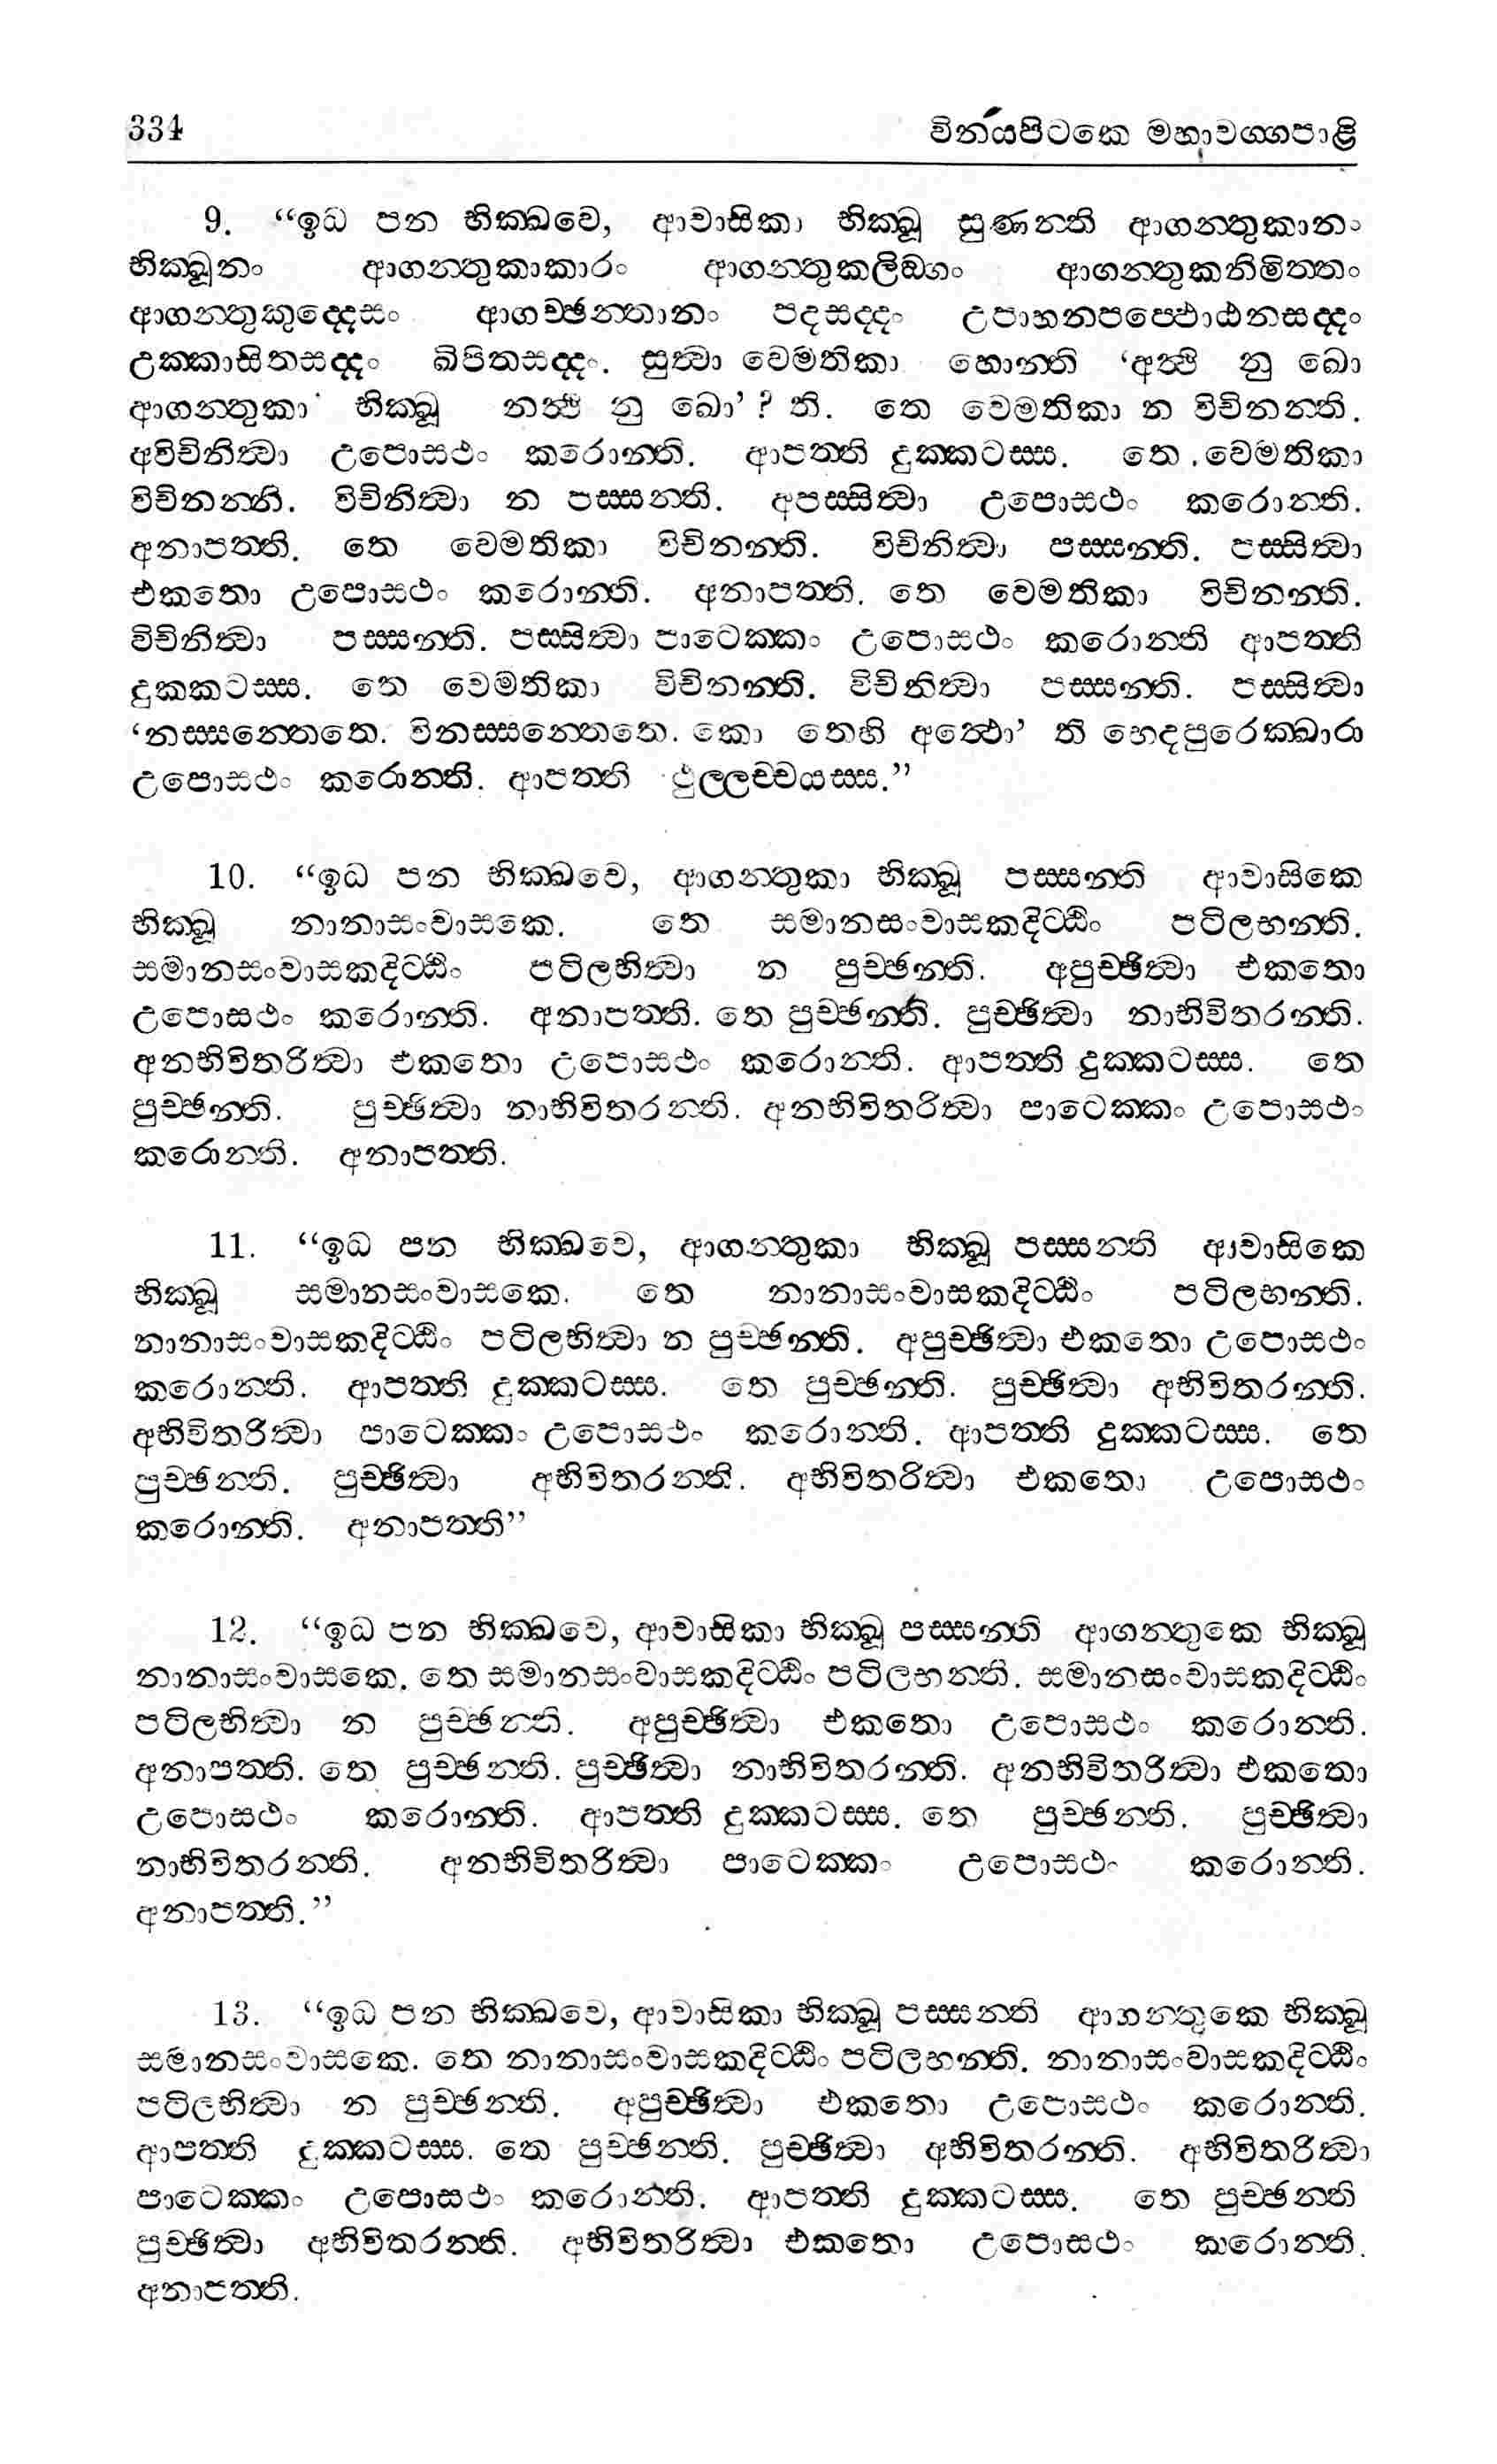 334 විනයපිටකෙ මහාවග්ගපාළි
9. “ඉධ පන භික්ඛවෙ, ආවාසිකා භික්ඛූ සුණන්ති ආගන්තුකානං
භික්ඛූනං ආගන්තුකාකාරං ආගන්තුකලිඞ්ගං ආගන්තුකනිමිත්තං
ආගන්තුකුද්දෙසං ආගච්ඡන්තානං පදසද්දං උපාහනපප්ඵොඨනසද්දං
උක්කාසිතසද්දං ඛිපිතසද්දං. සුත්වා වෙමතිකා හොන්ති ‘අත්ථි නු ඛො
ආගන්තුකා භික්ඛූ නත්ථි නු ඛො’? ති. තෙ වෙමතිකා න විචිනන්ති.
අවිචිනිත්වා උපොසථං කරොන්ති. ආපත්ති දුක්කටස්ස. තෙ වෙමතිකා
විචිනන්ති. විචිනිත්වා න පස්සන්ති. අපස්සිත්වා උපොසථං කරොන්ති.
අනාපත්ති. තෙ වෙමතිකා විචිනන්ති. විචිනිත්වා පස්සන්ති. පස්සිත්වා
එකතො උපොසථං කරොන්ති. අනාපත්ති. තෙ වෙමතිකා විචිනන්ති.
විචිනිත්වා පස්සන්ති. පස්සිත්වා පාටෙක්කං උපොසථං කරොන්ති ආපත්ති
දුක්කටස්ස. තෙ වෙමතිකා විචිනන්ති. විචිනිත්වා පස්සන්ති. පස්සිත්වා
‘නස්සන්තෙතෙ. විනස්සන්තෙතෙ. කො තෙහි අත්ථො’ ති භෙදපුරෙක්ඛාරා
උපොසථං කරොන්ති. ආපත්ති ථුල්ලච්චයස්ස.”
10. “ඉධ පන භික්ඛවෙ, ආගන්තුකා භික්ඛූ පස්සන්ති ආවාසිකෙ
භික්ඛූ නානාසංවාසකෙ. තෙ සමානසංවාසකදිට්ඨිං පටිලභන්ති.
සමානසංවාසකදිට්ඨිං පටිලභිත්වා න පුච්ඡන්ති. අපුච්ඡිත්වා එකතො
උපොසථං කරොන්ති. අනාපත්ති. තෙ පුච්ඡන්ති. පුච්ඡිත්වා නාභිවිතරන්ති.
අනභිවිතරිත්වා එකතො උපොසථං කරොන්ති. ආපත්ති දුක්කටස්ස. තෙ
පුච්ඡන්ති. පුච්ඡිත්වා නාභිවිතරන්ති. අනභිවිතරිත්වා පාටෙක්කං උපොසථං
කරොන්ති. අනාපත්ති.
11. “ඉධ පන භික්ඛවෙ, ආගන්තුකා භික්ඛූ පස්සන්ති ආවාසිකෙ
භික්ඛූ සමානසංවාසකෙ. තෙ නානාසංවාසකදිට්ඨිං පටිලභන්ති.
නානාසංවාසකදිට්ඨිං පටිලභිත්වා න පුච්ඡන්ති. අපුච්ඡිත්වා එකතො උපොසථං
කරොන්ති. ආපත්ති දුක්කටස්ස. තෙ පුච්ඡන්ති. පුච්ඡිත්වා අභිවිතරන්ති.
අභිවිතරිත්වා පාටෙක්කං උපොසථං කරොන්ති. ආපත්ති දුක්කටස්ස. තෙ
පුච්ඡන්ති. පුච්ඡිත්වා අභිවිතරන්ති. අභිවිතරිත්වා එකතො උපොසථං
කරොන්ති. අනාපත්ති”
12. “ඉධ පන භික්ඛවෙ, ආවාසිකා භික්ඛූ පස්සන්ති ආගන්තුකෙ භික්ඛූ
නානාසංවාසකෙ. තෙ සමානසංවාසකදිට්ඨිං පටිලභන්ති. සමානසංවාසකදිට්ඨිං
පටිලභිත්වා න පුච්ඡන්ති. අපුච්ඡිත්වා එකතො උපොසථං කරොන්ති.
අනාපත්ති. තෙ පුච්ඡන්ති. පුච්ඡිත්වා නාභිවිතරන්ති. අනභිවිතරිත්වා එකතො
උපොසථං කරොන්ති. ආපත්ති දුක්කටස්ස. තෙ පුච්ඡන්ති. පුච්ඡිත්වා
නාභිවිතරන්ති. අනභිවිතරිත්වා පාටෙක්කං උපොසථං කරොන්ති.
අනාපත්ති.”
13. “ඉධ පන භික්ඛවෙ, ආවාසිකා භික්ඛූ පස්සන්ති ආගන්තුකෙ භික්ඛූ
සමානසංවාසකෙ. තෙ නානාසංවාසකදිට්ඨිං පටිලභන්ති. නානාසංවාසකදිට්ඨිං
පටිලභිත්වා න පුච්ඡන්ති. අපුච්ඡිත්වා එකතො උපොසථං කරොන්ති.
ආපත්ති දුක්කටස්ස. තෙ පුච්ඡන්ති. පුච්ඡිත්වා අභිවිතරන්ති. අභිවිතරිත්වා
පාටෙක්කං උපොසථං කරොන්ති. ආපත්ති දුක්කටස්ස. තෙ පුච්ඡන්ති
පුච්ඡිත්වා අභිවිතරන්ති. අභිවිතරිත්වා එකතො උපොසථං කරොන්ති.
අනාපත්ති.